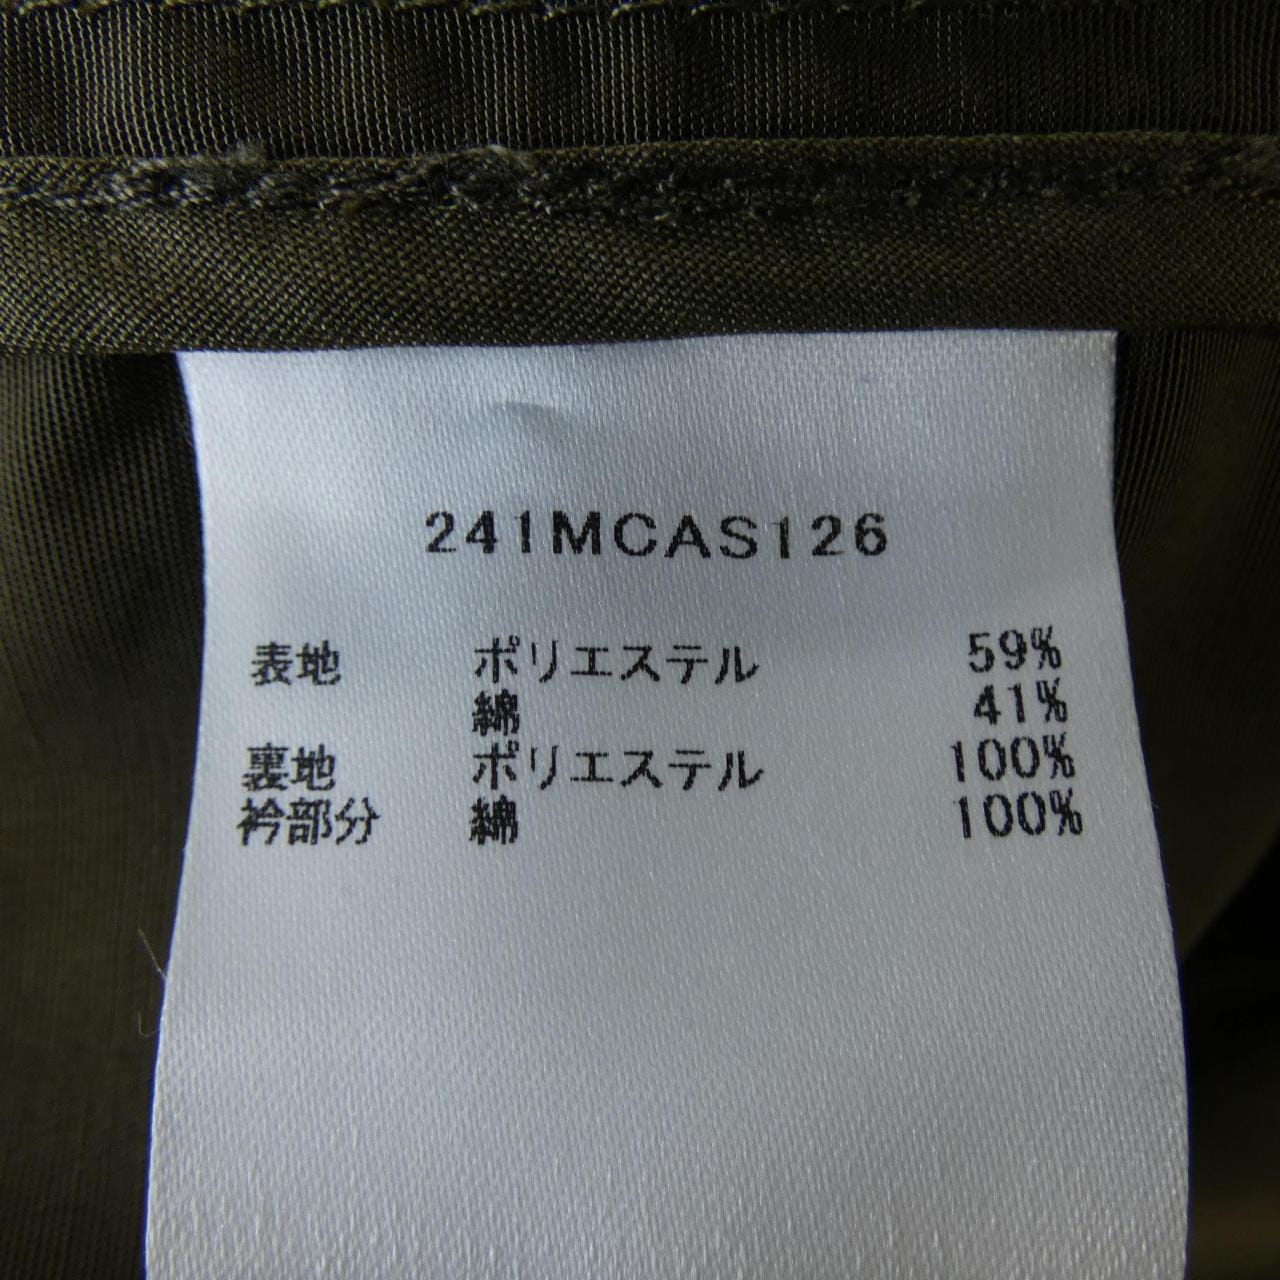 241MCAS126
表地 ポリエステル 59%
綿 41%
裏地 ポリエステル 100%
衿部分 綿 100%